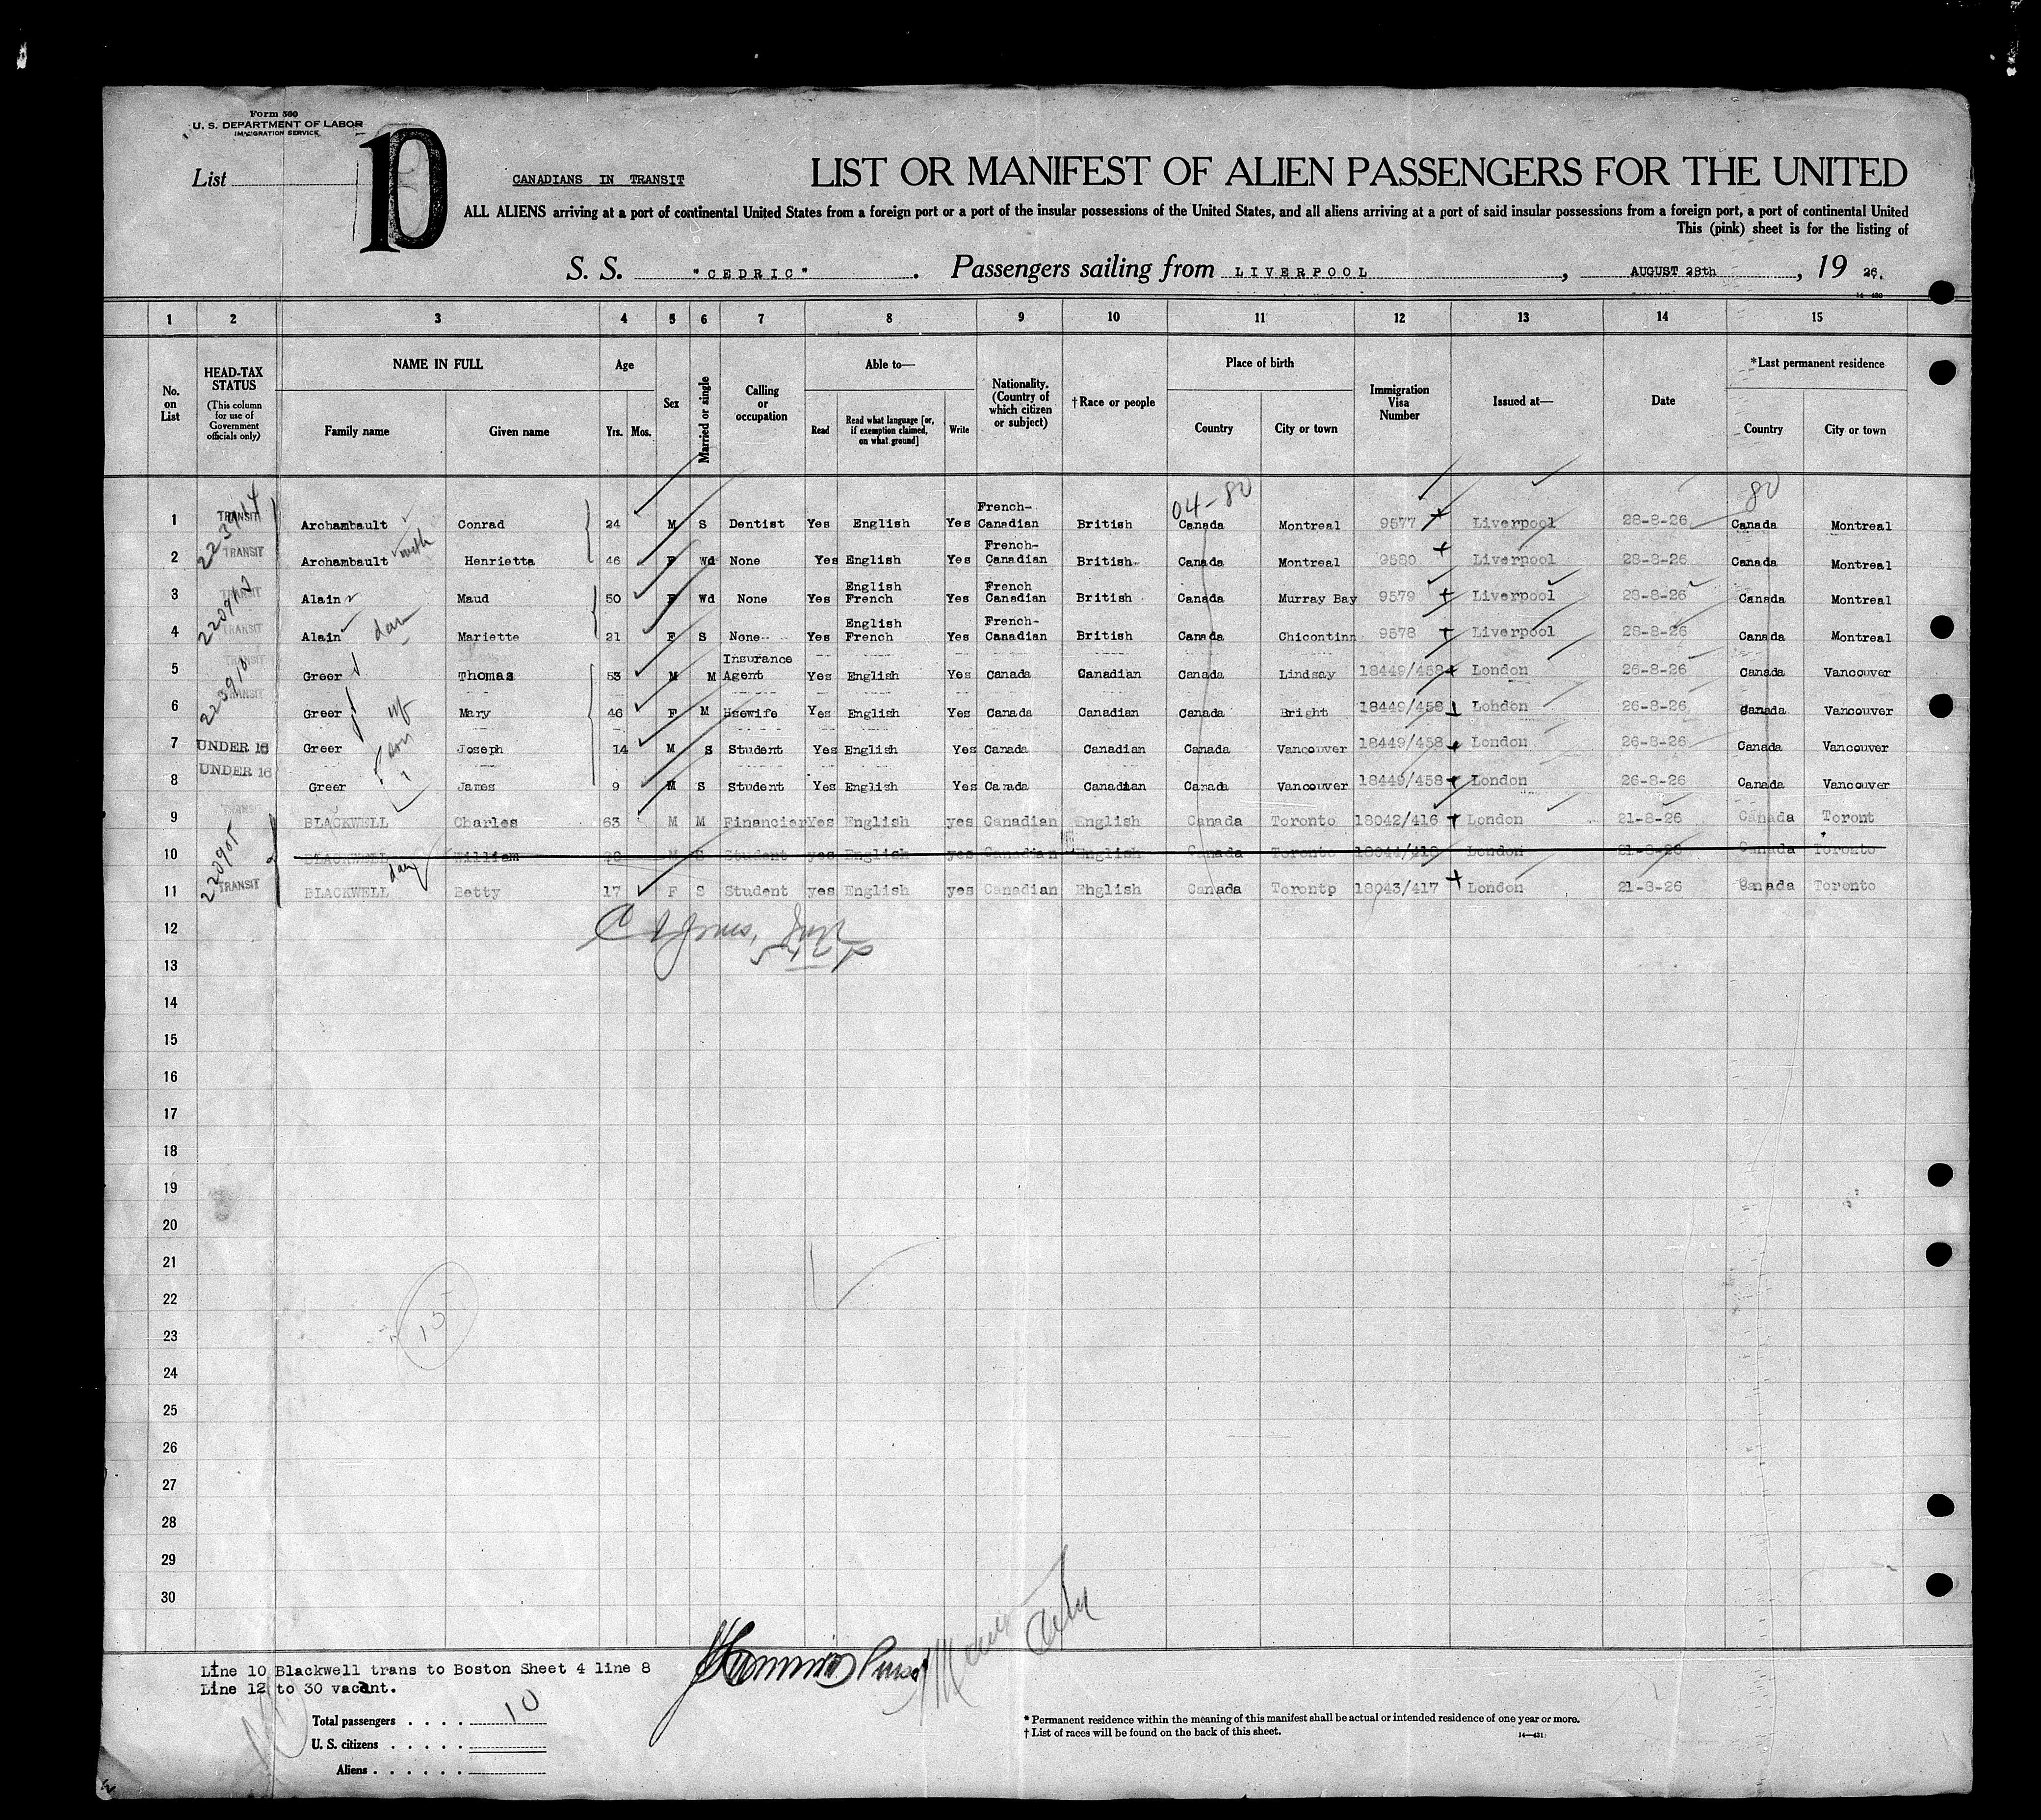 Form 500
U. S. DEPARTMENT OF LABOR
IMMIGRATION SERVICE
List
10
CANADIANS IN TRANSIT
LIST OR MANIFEST OF ALIEN PASSENGERS FOR THE UNITED
ALL ALIENS arriving at a port of continental United States from a foreign port or a port of the insular possessions of the United States, and all aliens arriving at a port of said insular possessions from a foreign port, a port of continental United
This (pink) sheet is for the listing of
S. S. "CEDRIC" . Passengers sailing from LIVERPOOL , AUGUST 28th , 19 26.
1 2 3 4 5 6 7 8 9 10 11 12 13 14 15
No. on List
HEAD-TAX STATUS
(This column for use of Government officials only)
NAME IN FULL
Family name Given name
Age
Yrs. Mos.
Sex
Married or single
Calling or occupation
Able to—
Read Read what language [or, if exemption claimed, on what ground] Write
Nationality. (Country of which citizen or subject)
† Race or people
Place of birth
Country City or town
Immigration Visa Number
Issued at—
Date
* Last permanent residence
Country City or town
04-80 80
1 TRANSIT Archambault Conrad 24 M S Dentist Yes English Yes French-Canadian British Canada Montreal 9577 Liverpool 28-8-26 Canada Montreal
2 TRANSIT Archambault Henrietta 46 F Wd None Yes English Yes French-Canadian British Canada Montreal 9580 Liverpool 28-8-26 Canada Montreal
3 TRANSIT Alain Maud 50 F Wd None Yes English French Yes French Canadian British Canada Murray Bay 9579 Liverpool 28-8-26 Canada Montreal
4 TRANSIT Alain dau Mariette 21 F S None Yes English French Yes French-Canadian British Canada Chicontinn 9578 Liverpool 28-8-26 Canada Montreal
5 TRANSIT Greer Thomas 53 M M Insurance Agent Yes English Yes Canada Canadian Canada Lindsay 18449/458 London 26-8-26 Canada Vancouver
6 TRANSIT Greer wf Mary 46 F M Hsewife Yes English Yes Canada Canadian Canada Bright 18449/458 London 26-8-26 Canada Vancouver
7 UNDER 16 Greer son Joseph 14 M S Student Yes English Yes Canada Canadian Canada Vancouver 18449/458 London 26-8-26 Canada Vancouver
8 UNDER 16 Greer James 9 M S Student Yes English Yes Canada Canadian Canada Vancouver 18449/458 London 26-8-26 Canada Vancouver
9 TRANSIT BLACKWELL Charles 63 M M Financier Yes English yes Canadian English Canada Toronto 18042/416 London 21-8-26 Canada Toront
10 BLACKWELL William M S Student yes English yes Canadian English Canada Toronto London 21-8-26 Canada Toronto
11 TRANSIT BLACKWELL Betty 17 F S Student yes English yes Canadian English Canada Toronto 18043/417 London 21-8-26 Canada Toronto
12
13
14
15
16
17
18
19
20
21
22
23
24
25
26
27
28
29
30
15
Line 10 Blackwell trans to Boston Sheet 4 line 8
Line 12 to 30 vacant.
Total passengers . . . . 10
U. S. citizens . . . . .
Aliens . . . . . .
* Permanent residence within the meaning of this manifest shall be actual or intended residence of one year or more.
† List of races will be found on the back of this sheet.
14—431